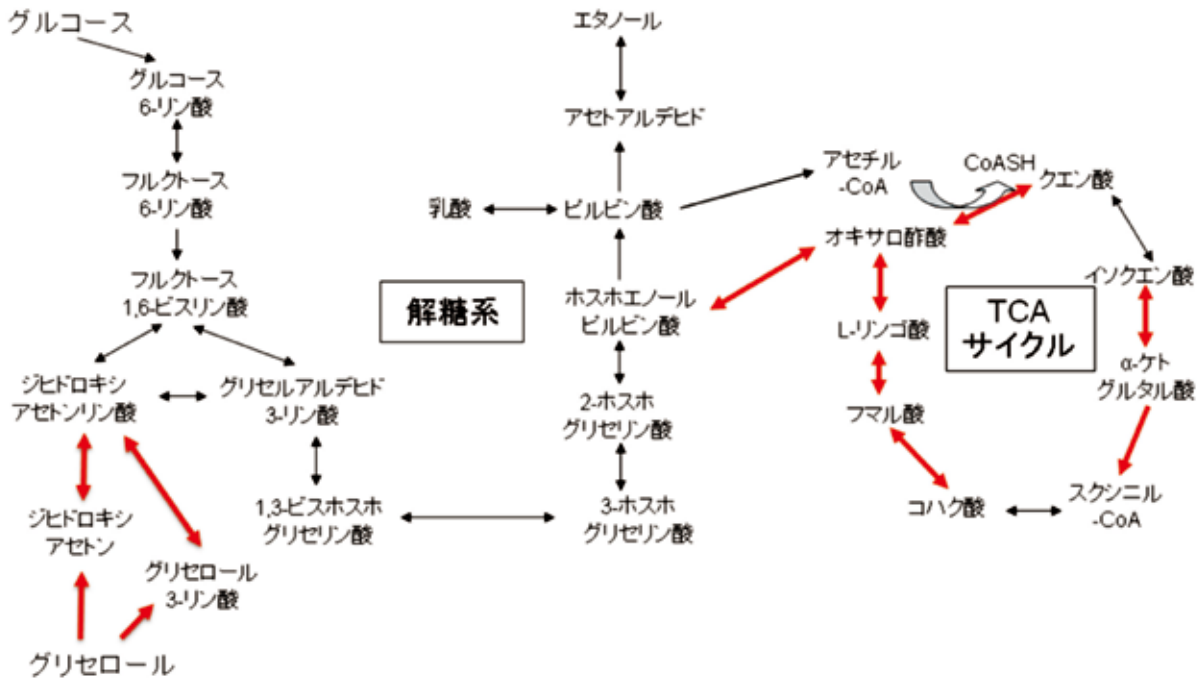 グルコース
グルコース
6-リン酸
フルクトース
6-リン酸
フルクトース
1,6-ビスリン酸
ジヒドロキシ
アセトンリン酸
グリセルアルデヒド
3-リン酸
ジヒドロキシ
アセトン
グリセロール
3-リン酸
グリセロール
1,3-ビスホスホ
グリセリン酸
解糖系
エタノール
アセトアルデヒド
乳酸
ピルビン酸
ホスホエノール
ピルビン酸
2-ホスホ
グリセリン酸
3-ホスホ
グリセリン酸
アセチル
-CoA
CoASH
クエン酸
オキサロ酢酸
イソクエン酸
L-リンゴ酸
TCA
サイクル
α-ケト
グルタル酸
フマル酸
コハク酸
スクシニル
-CoA